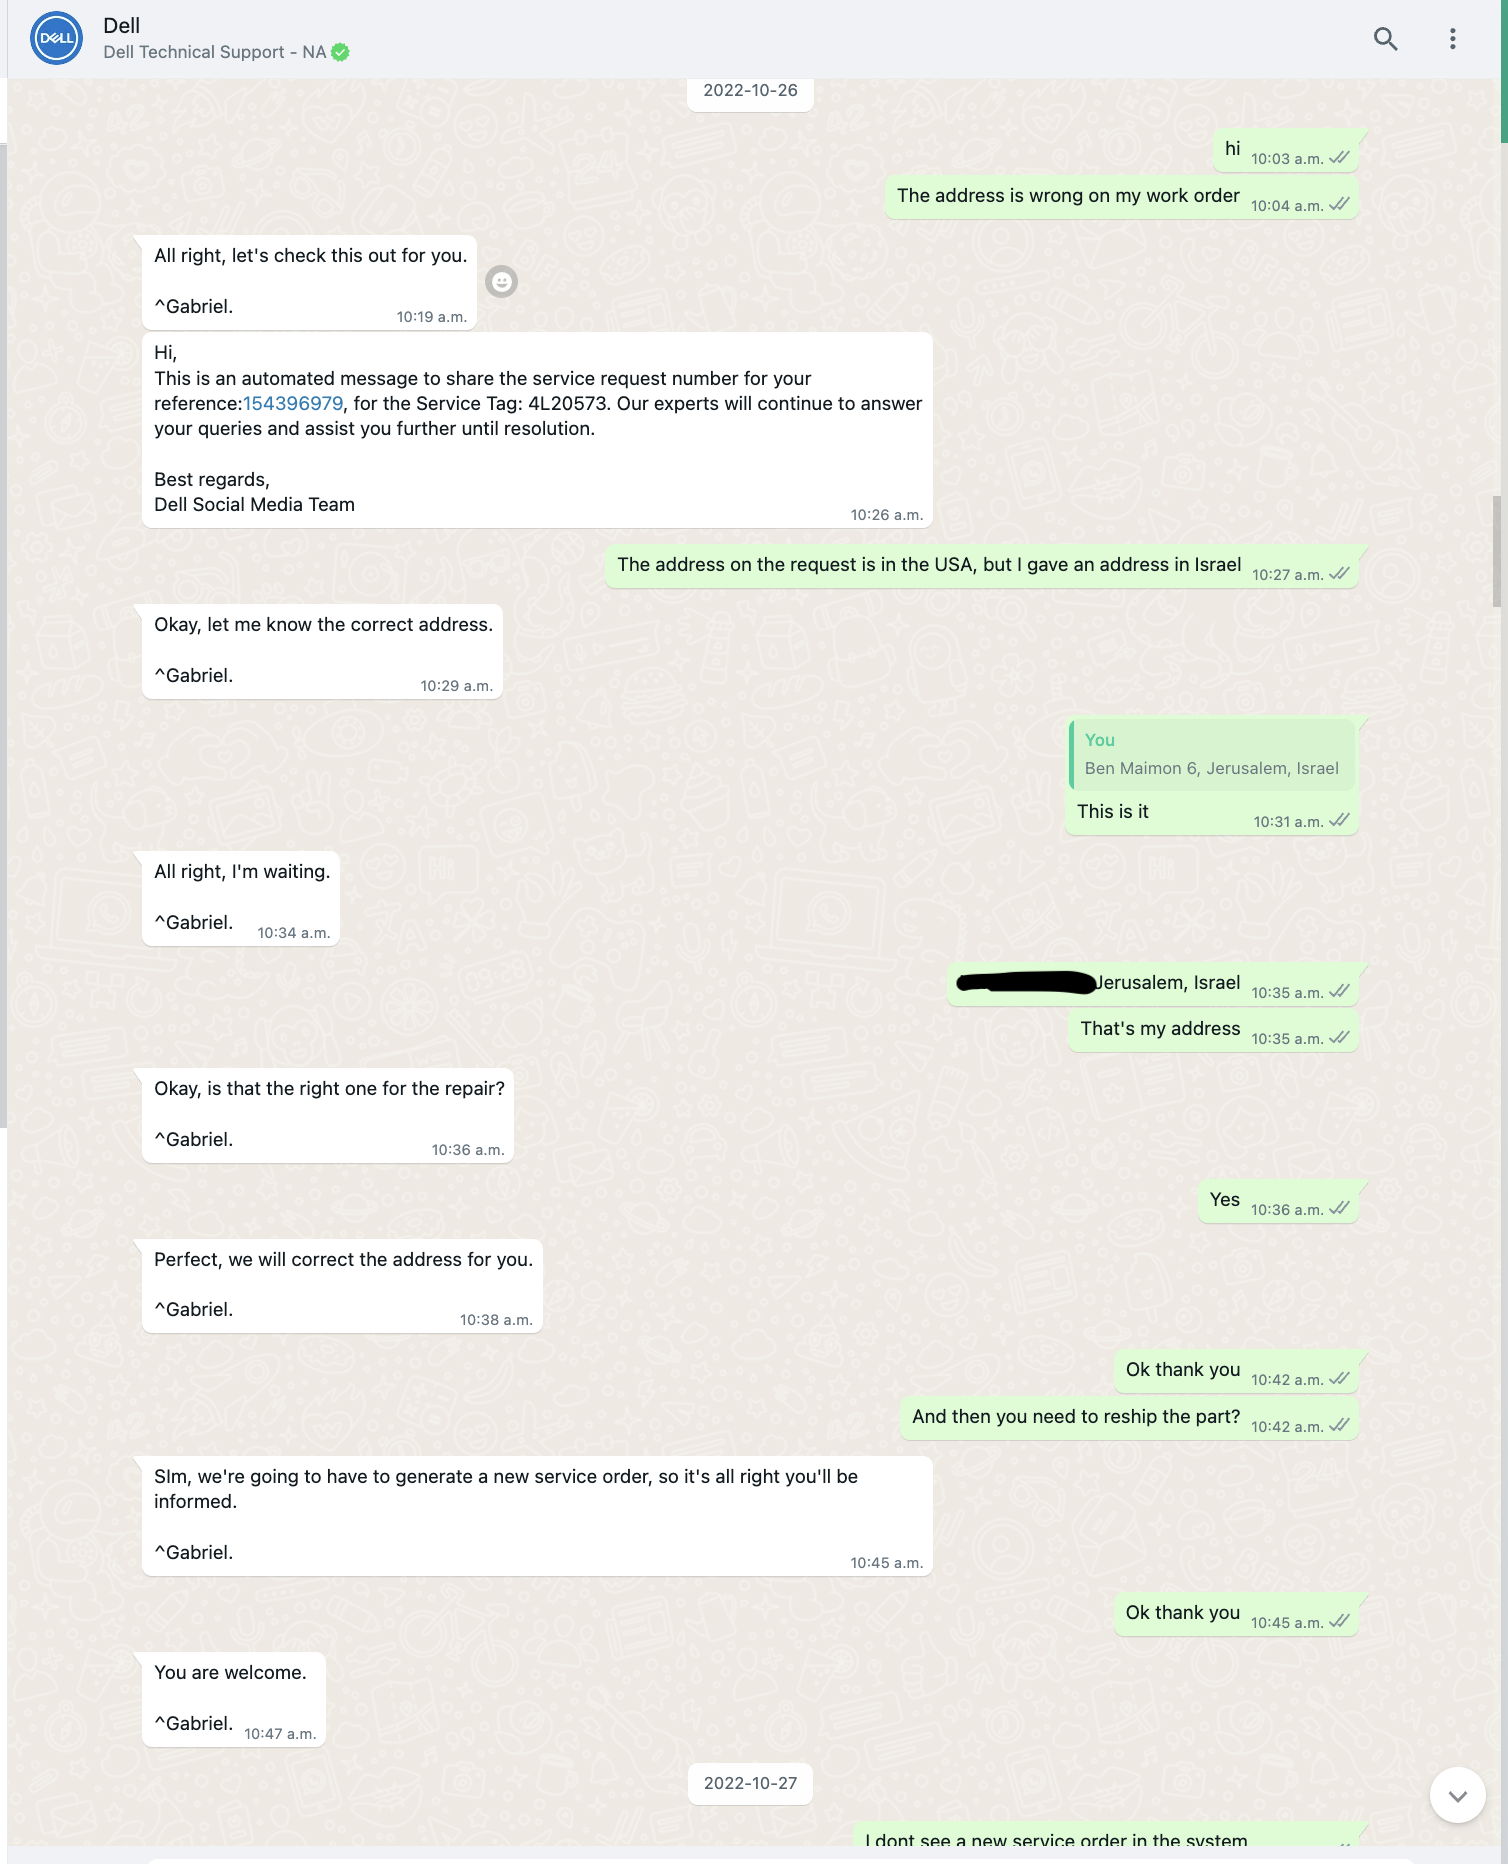 DELL
Dell
Dell Technical Support - NA
2022-10-26
hi 10:03 a.m.
The address is wrong on my work order 10:04 a.m.
All right, let's check this out for you.
^Gabriel.
10:19 a.m.
Hi,
This is an automated message to share the service request number for your
reference:154396979, for the Service Tag: 4L20573. Our experts will continue to answer
your queries and assist you further until resolution.
Best regards,
Dell Social Media Team
10:26 a.m.
The address on the request is in the USA, but I gave an address in Israel 10:27 a.m.
Okay, let me know the correct address.
^Gabriel.
10:29 a.m.
You
Ben Maimon 6, Jerusalem, Israel
This is it 10:31 a.m.
All right, I'm waiting.
^Gabriel. 10:34 a.m.
Jerusalem, Israel 10:35 a.m.
That's my address 10:35 a.m.
Okay, is that the right one for the repair?
^Gabriel.
10:36 a.m.
Yes 10:36 a.m.
Perfect, we will correct the address for you.
^Gabriel.
10:38 a.m.
Ok thank you 10:42 a.m.
And then you need to reship the part? 10:42 a.m.
Slm, we're going to have to generate a new service order, so it's all right you'll be
informed.
^Gabriel.
10:45 a.m.
Ok thank you 10:45 a.m.
You are welcome.
^Gabriel. 10:47 a.m.
2022-10-27
I dont see a new service order in the system